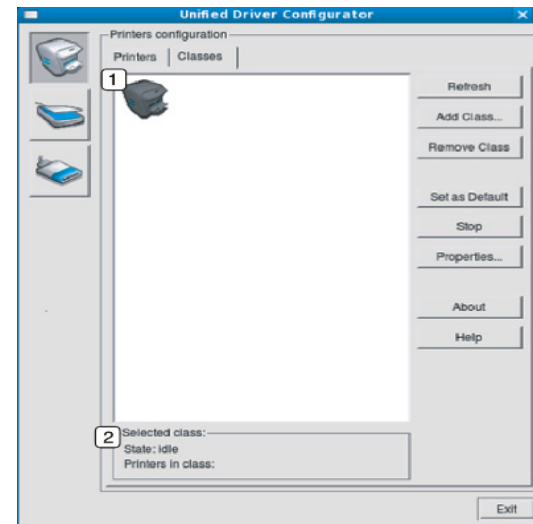 Unified Driver Configurator
Printers configuration
Printers Classes
1
Refresh
Add Class...
Remove Class
Set as Default
Stop
Properties...
About
Help
2 Selected class:
State: idle
Printers in class:
Exit